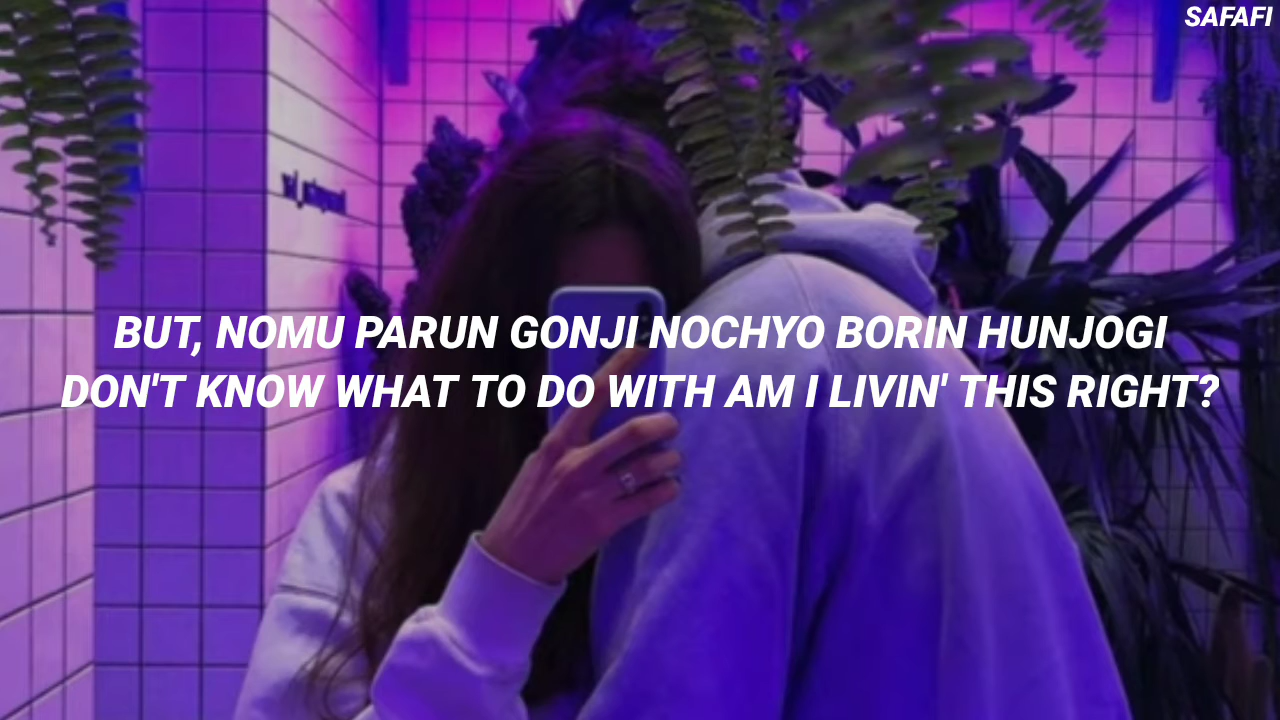 SAFAFI
BUT, NOMU PARUN GONJI NOCHYO BORIN HUNJOGI
DON'T KNOW WHAT TO DO WITH AM I LIVIN' THIS RIGHT?